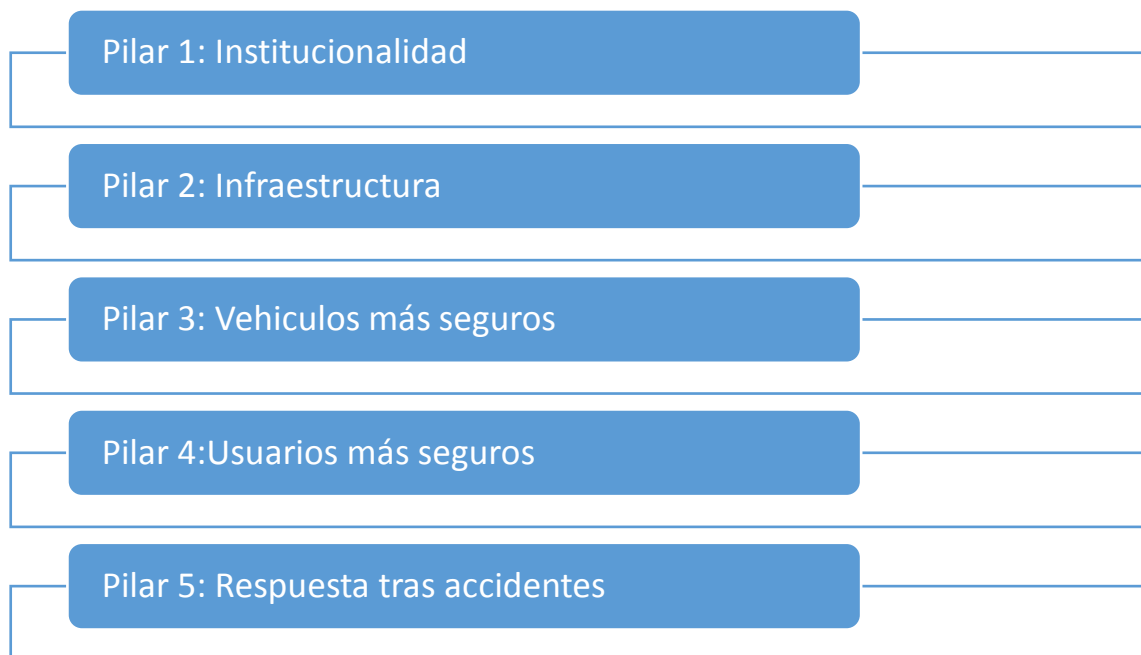 Pilar 1: Institucionalidad
Pilar 2: Infraestructura
Pilar 3: Vehiculos más seguros
Pilar 4:Usuarios más seguros
Pilar 5: Respuesta tras accidentes